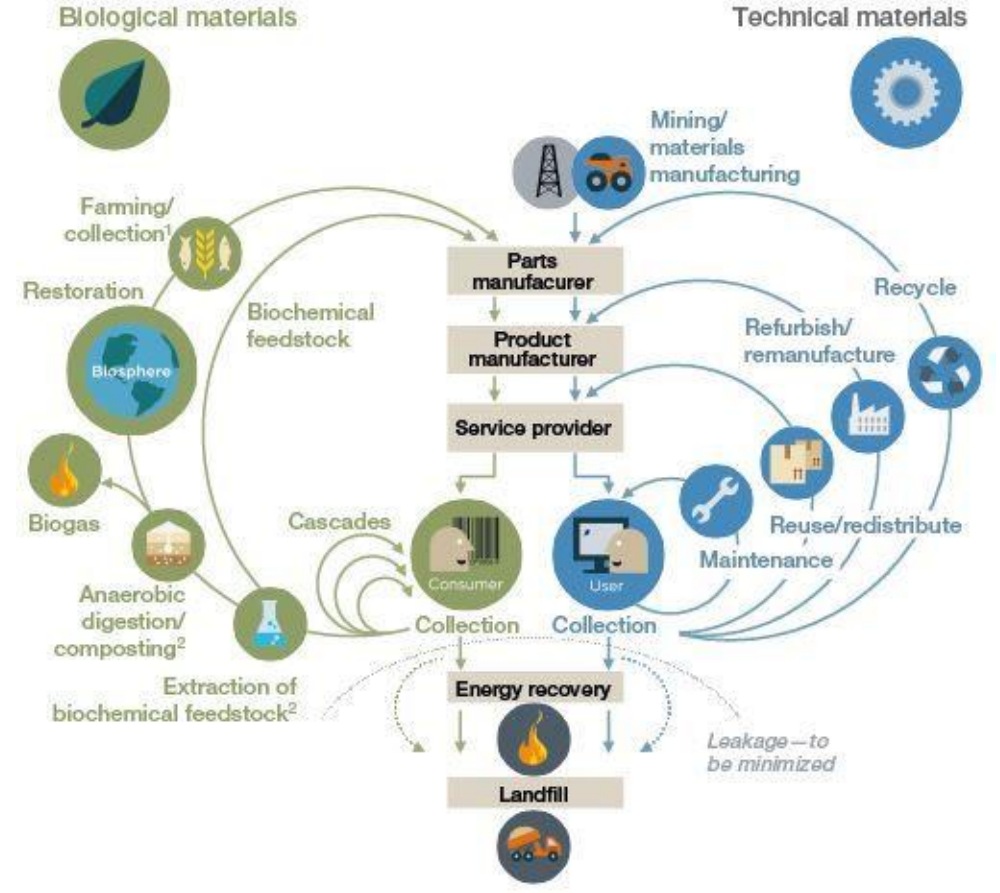 Biological materials
Technical materials
Mining/
materials
manufacturing
Farming/
collection¹
Restoration
Biosphere
Biochemical
feedstock
Parts
manufacurer
Recycle
Refurbish/
remanufacture
Product
manufacturer
Service provider
Biogas
Cascades
Consumer
User
Reuse/redistribute
Maintenance
Anaerobic
digestion/
composting²
Collection
Collection
Extraction of
biochemical feedstock²
Energy recovery
Leakage—to
be minimized
Landfill